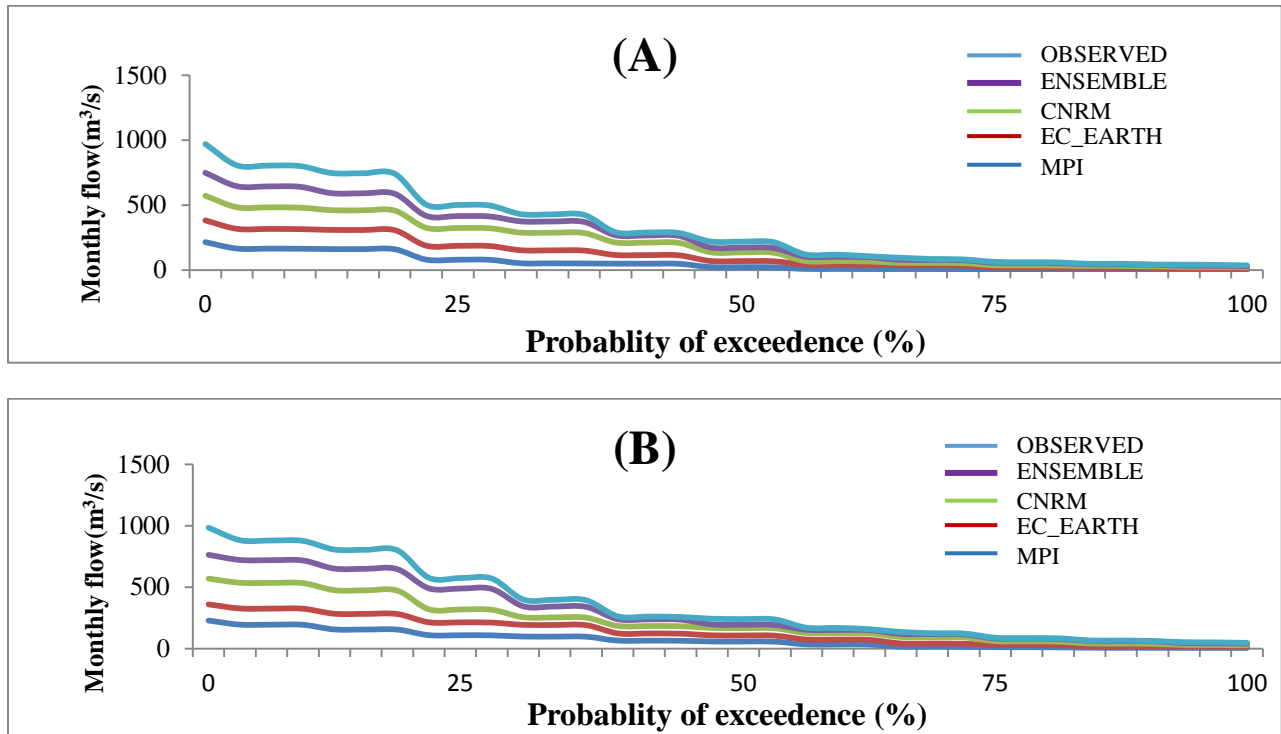 (A)
OBSERVED
ENSEMBLE
CNRM
EC_EARTH
MPI
Monthly flow(m³/s)
1500
1000
500
0
0 25 50 75 100
Probablity of exceedence (%)
(B)
OBSERVED
ENSEMBLE
CNRM
EC_EARTH
MPI
Monthly flow(m³/s)
1500
1000
500
0
0 25 50 75 100
Probablity of exceedence (%)